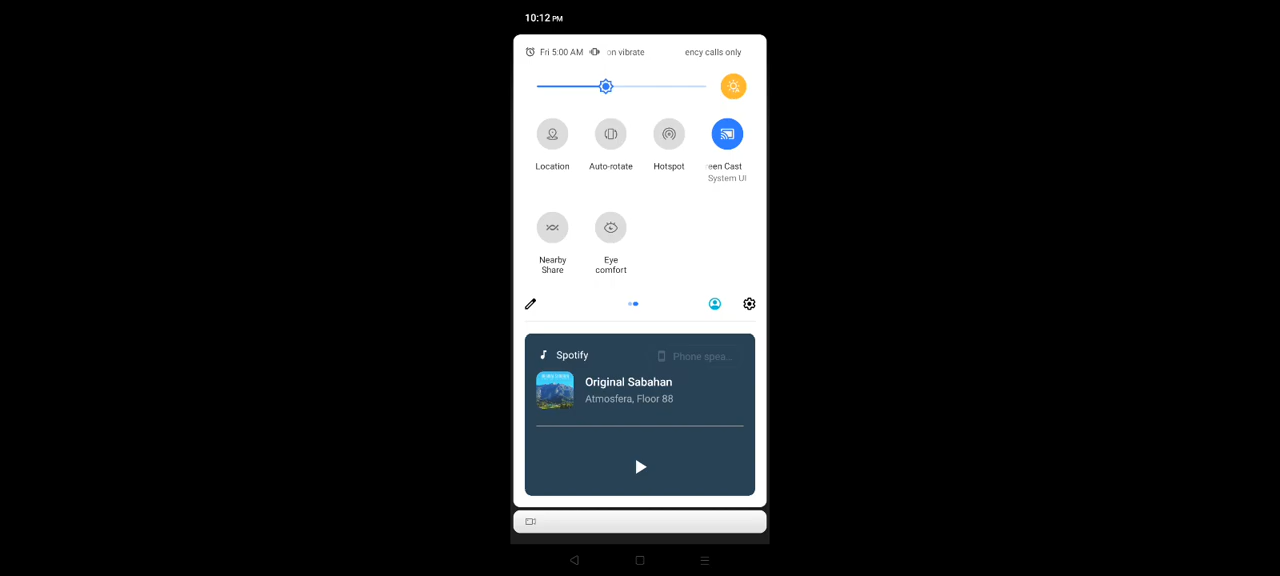 10:12 PM
Fri 5:00 AM on vibrate ency calls only
Location Auto-rotate Hotspot een Cast
System UI
Nearby Share
Eye comfort
Spotify Phone spea...
Original Sabahan
Atmosfera, Floor 88